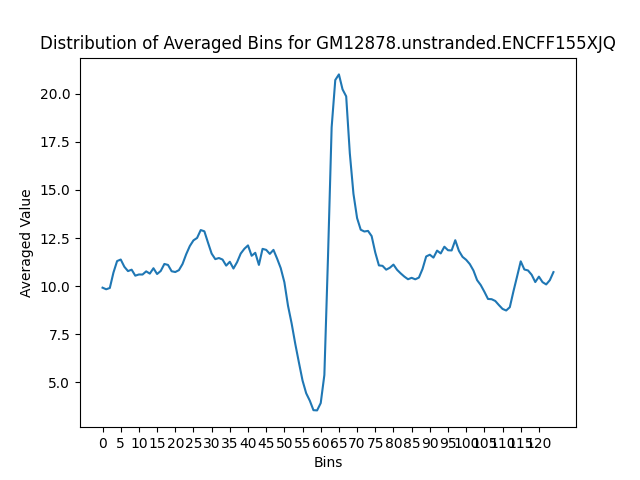 Distribution of Averaged Bins for GM12878.unstranded.ENCFF155XJQ
Averaged Value
20.0
17.5
15.0
12.5
10.0
7.5
5.0
0 5 10 15 20 25 30 35 40 45 50 55 60 65 70 75 80 85 90 95 100 105 110 115 120
Bins